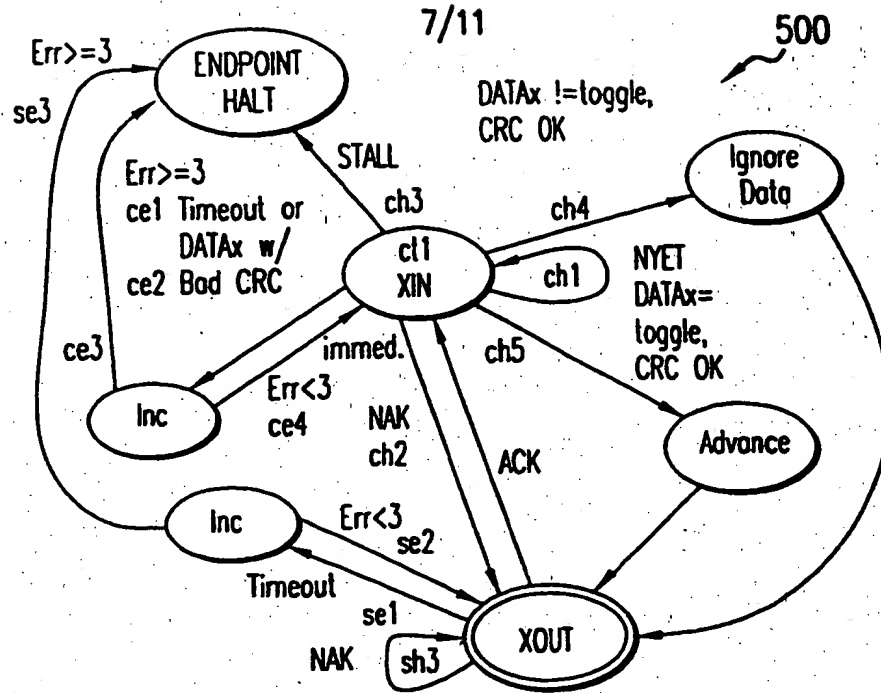 7/11
500
Err>=3
ENDPOINT
HALT
se3
DATAx !=toggle,
CRC OK
STALL
Ignore
Data
Err>=3
ce1 Timeout or
DATAx w/
ce2 Bad CRC
ch3
ch4
ct1
XIN
ch1
NYET
DATAx=
toggle,
CRC OK
ce3
immed.
ch5
Err<3
ce4
Inc
NAK
ch2
ACK
Advance
Inc
Err<3
se2
Timeout
se1
XOUT
NAK
sh3